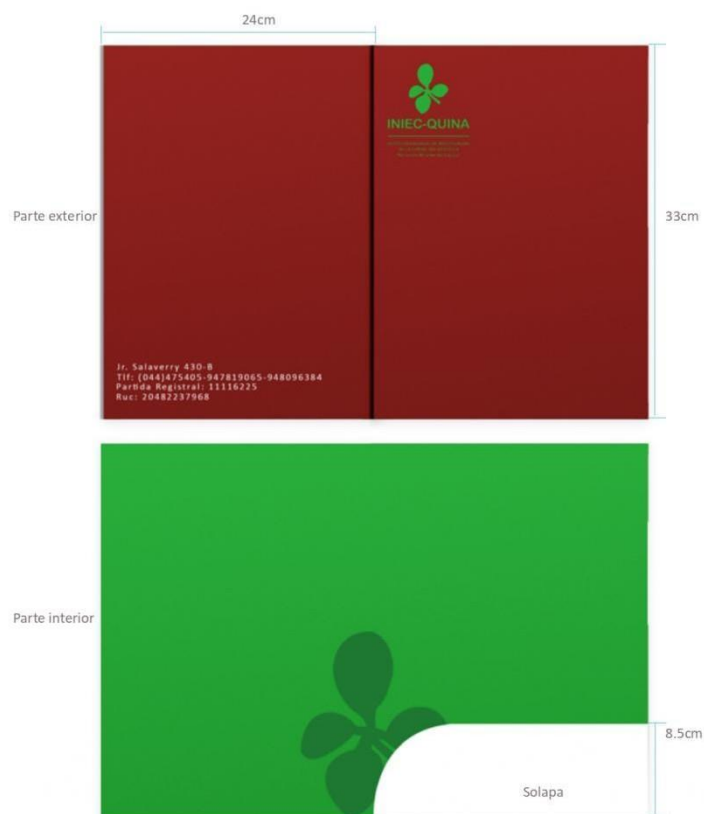 24cm
INIEC-QUINA
Parte exterior
33cm
Jr. Salaverry 430-B
Tlf: (044)475405-947819065-948096384
Partida Registral: 11116225
Ruc: 20482237968
Parte interior
8.5cm
Solapa